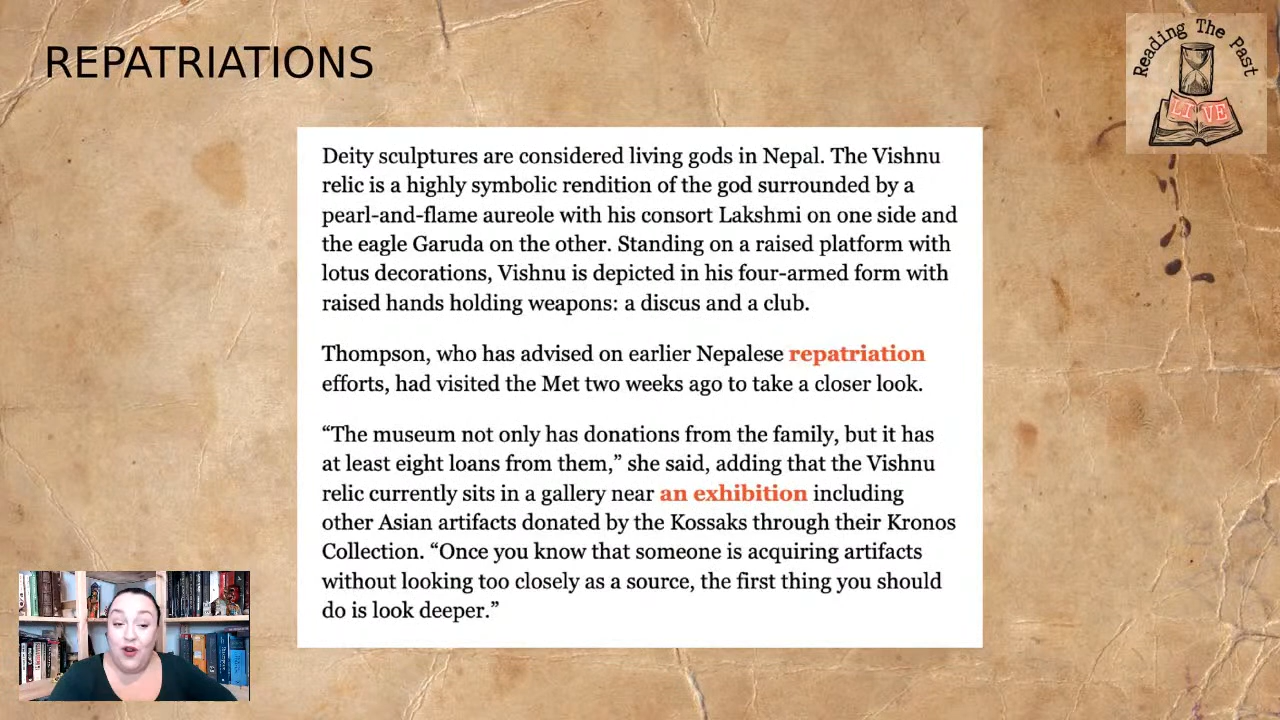 REPATRIATIONS
Reading The Past
LIVE
Deity sculptures are considered living gods in Nepal. The Vishnu
relic is a highly symbolic rendition of the god surrounded by a
pearl-and-flame aureole with his consort Lakshmi on one side and
the eagle Garuda on the other. Standing on a raised platform with
lotus decorations, Vishnu is depicted in his four-armed form with
raised hands holding weapons: a discus and a club.
Thompson, who has advised on earlier Nepalese repatriation
efforts, had visited the Met two weeks ago to take a closer look.
“The museum not only has donations from the family, but it has
at least eight loans from them,” she said, adding that the Vishnu
relic currently sits in a gallery near an exhibition including
other Asian artifacts donated by the Kossaks through their Kronos
Collection. “Once you know that someone is acquiring artifacts
without looking too closely as a source, the first thing you should
do is look deeper.”